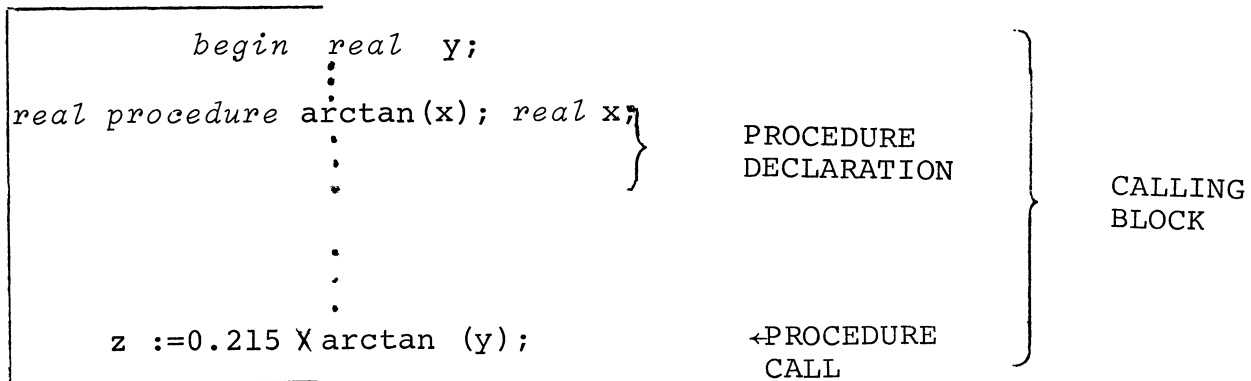 begin real y;
real procedure arctan(x); real x;
PROCEDURE
DECLARATION
CALLING
BLOCK
z :=0.215 X arctan (y);
←PROCEDURE
CALL